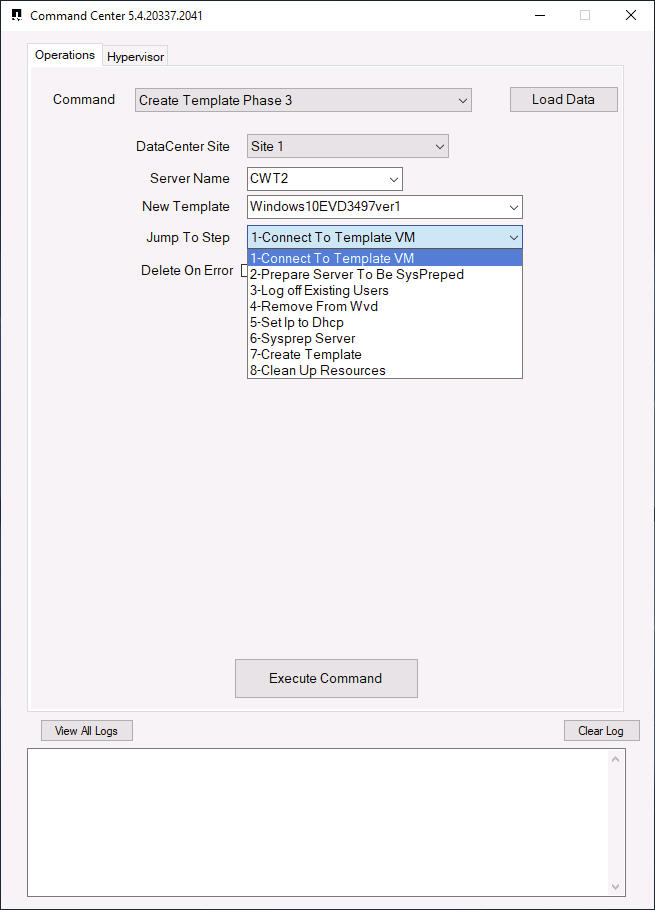 Command Center 5.4.20337.2041
Operations
Hypervisor
Command
Create Template Phase 3
Load Data
DataCenter Site
Site 1
Server Name
CWT2
New Template
Windows10EVD3497ver1
Jump To Step
1-Connect To Template VM
Delete On Error
1-Connect To Template VM
2-Prepare Server To Be SysPreped
3-Log off Existing Users
4-Remove From Wvd
5-Set Ip to Dhcp
6-Sysprep Server
7-Create Template
8-Clean Up Resources
Execute Command
View All Logs
Clear Log